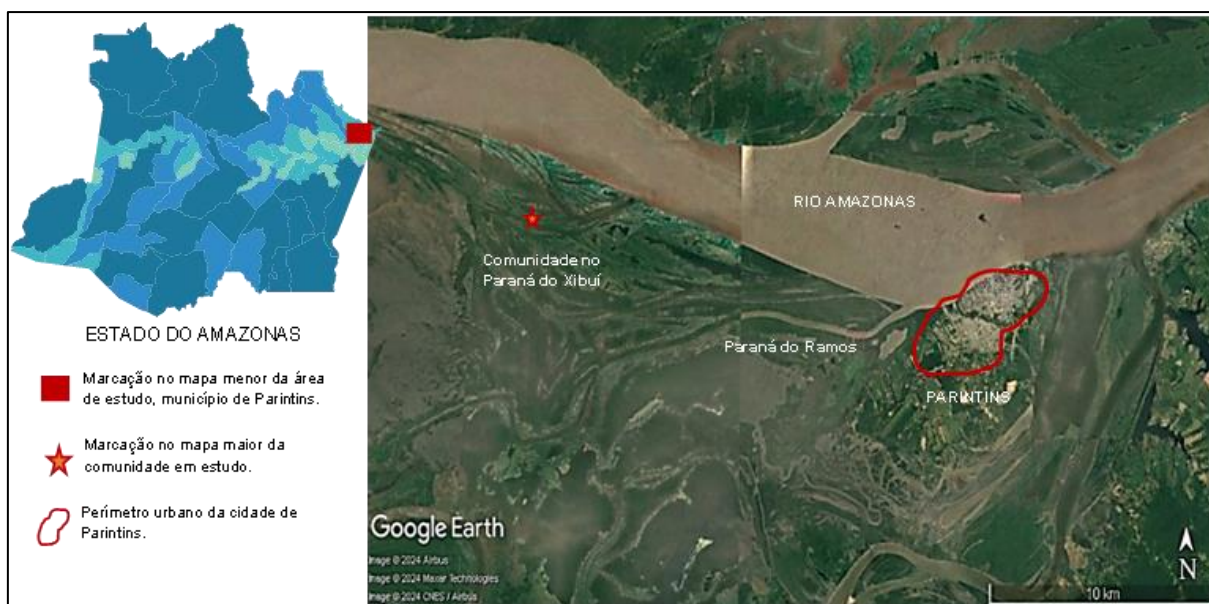 ESTADO DO AMAZONAS
Marcação no mapa menor da área
de estudo, município de Parintins.
Marcação no mapa maior da
comunidade em estudo.
Perímetro urbano da cidade de
Parintins.
RIO AMAZONAS
Comunidade no
Paraná do Xibuí
Paraná do Ramos
PARINTINS
Google Earth
Image © 2024 Airbus
Image © 2024 Maxar Technologies
Image © 2024 CNES / Airbus
N
10 km